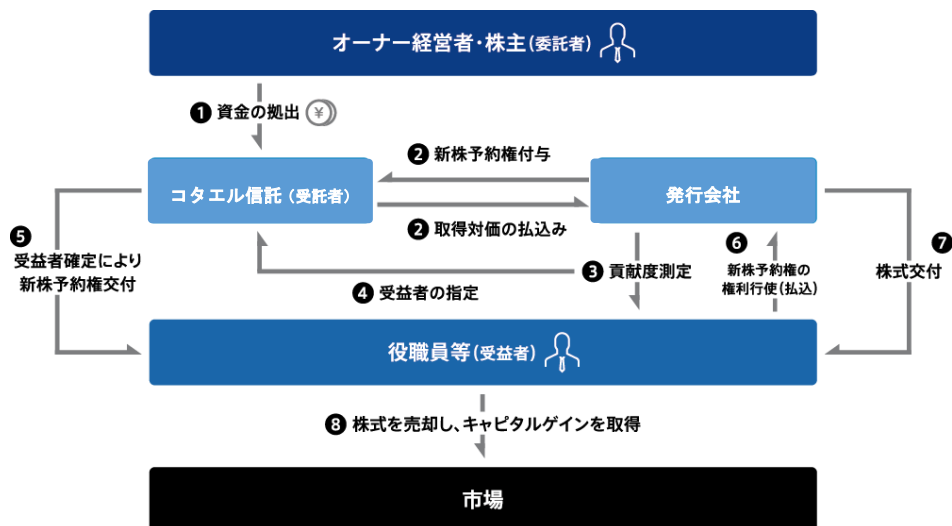 オーナー経営者・株主(委託者)
❶ 資金の拠出 ¥
❷ 新株予約権付与
コタエル信託(受託者)
発行会社
❷ 取得対価の払込み
❺
受益者確定により
新株予約権交付
❸ 貢献度測定
❹ 受益者の指定
❻
新株予約権の
権利行使(払込)
❼
株式交付
役職員等(受益者)
❽ 株式を売却し、キャピタルゲインを取得
市場